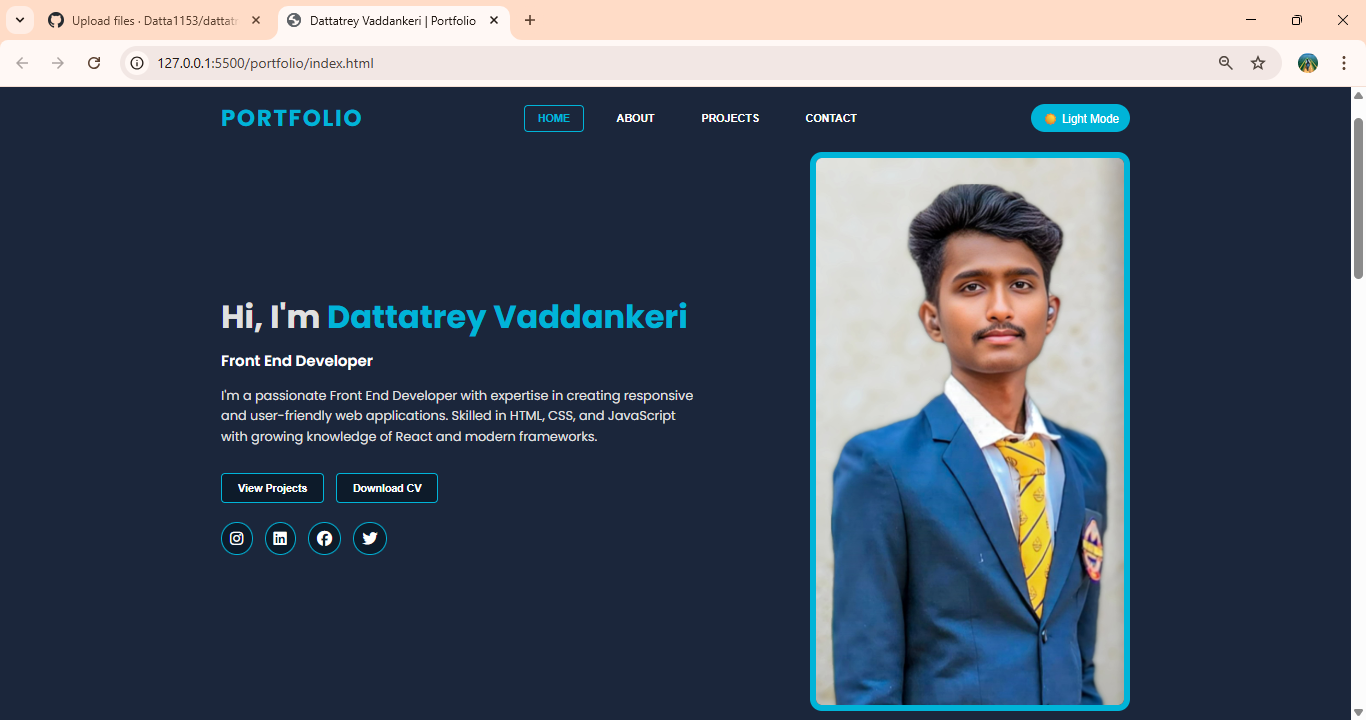 Upload files · Datta1153/dattatr
Dattatrey Vaddankeri | Portfolio
127.0.0.1:5500/portfolio/index.html
PORTFOLIO
HOME
ABOUT
PROJECTS
CONTACT
Light Mode
Hi, I'm Dattatrey Vaddankeri
Front End Developer
I'm a passionate Front End Developer with expertise in creating responsive
and user-friendly web applications. Skilled in HTML, CSS, and JavaScript
with growing knowledge of React and modern frameworks.
View Projects
Download CV